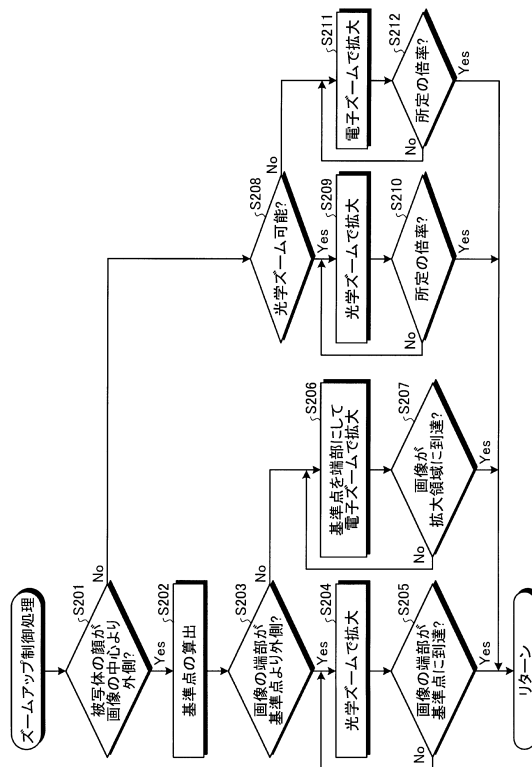 ズームアップ制御処理
S201
被写体の顔が
画像の中心より
外側?
No
Yes
S202
基準点の算出
S203
画像の端部が
基準点より外側?
No
Yes
S204
光学ズームで拡大
S205
画像の端部が
基準点に到達?
No
Yes
S206
基準点を端部にして
電子ズームで拡大
S207
画像が
拡大領域に到達?
No
Yes
S208
光学ズーム可能?
No
Yes
S209
光学ズームで拡大
S210
所定の倍率?
No
Yes
S211
電子ズームで拡大
S212
所定の倍率?
No
Yes
リターン